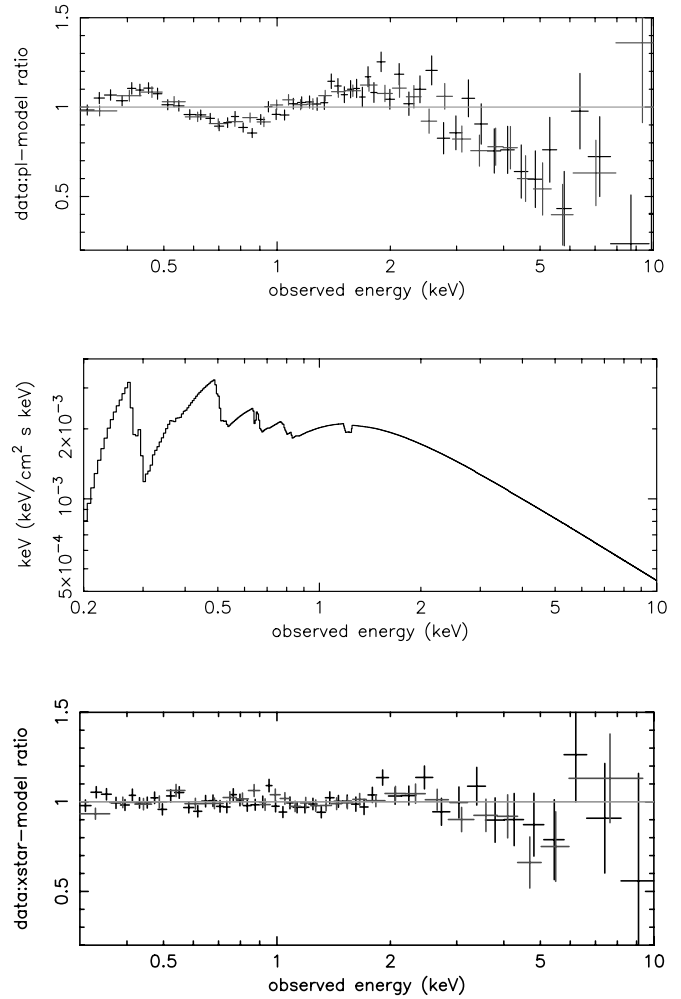 1.5
1
0.5
data:pl-model ratio
0.5 1 2 5 10
observed energy (keV)
2×10⁻³
10⁻³
5×10⁻⁴
keV (keV/cm² s keV)
0.2 0.5 1 2 5 10
observed energy (keV)
1.5
1
0.5
data:xstar-model ratio
0.5 1 2 5 10
observed energy (keV)